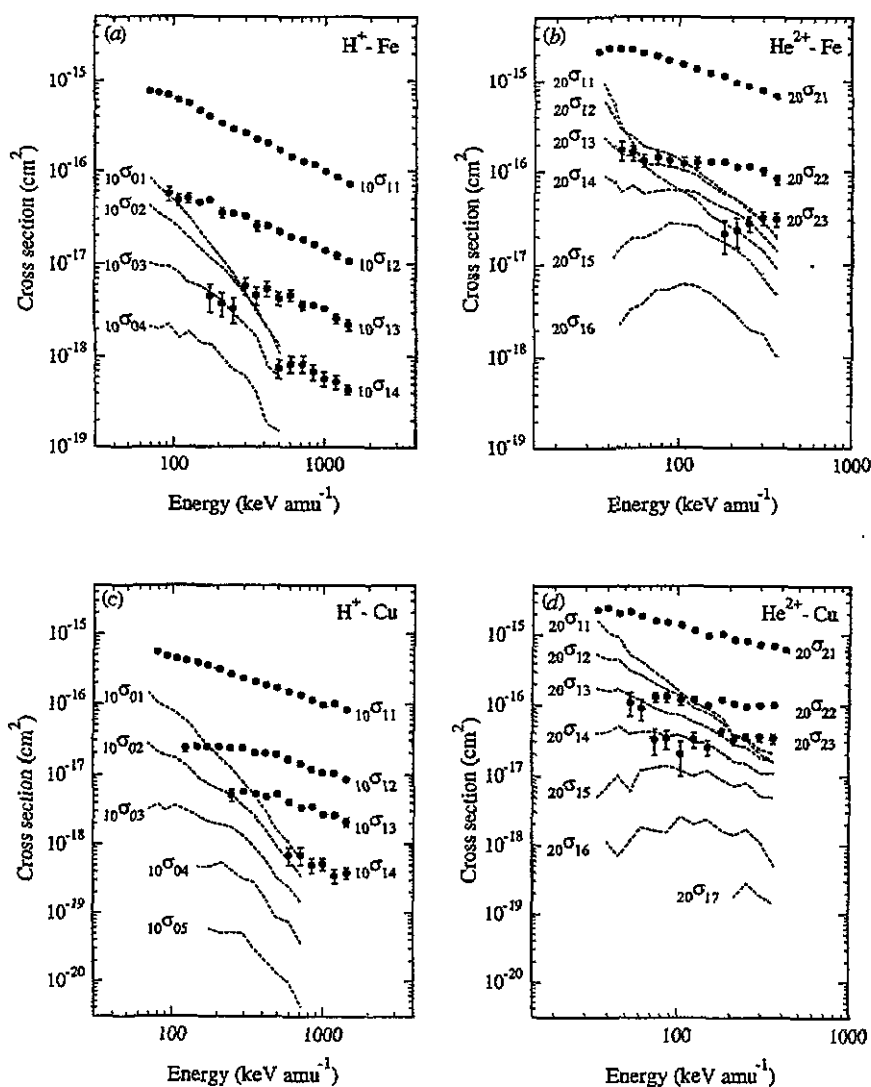 (a)
H⁺- Fe
10⁻¹⁵
10⁻¹⁶
10⁻¹⁷
10⁻¹⁸
10⁻¹⁹
Cross section (cm²)
₁₀σ₀₁
₁₀σ₀₂
₁₀σ₀₃
₁₀σ₀₄
₁₀σ₁₁
₁₀σ₁₂
₁₀σ₁₃
₁₀σ₁₄
100
1000
Energy (keV amu⁻¹)
(b)
He²⁺- Fe
10⁻¹⁵
10⁻¹⁶
10⁻¹⁷
10⁻¹⁸
10⁻¹⁹
Cross section (cm²)
₂₀σ₁₁
₂₀σ₁₂
₂₀σ₁₃
₂₀σ₁₄
₂₀σ₁₅
₂₀σ₁₆
₂₀σ₂₁
₂₀σ₂₂
₂₀σ₂₃
100
1000
Energy (keV amu⁻¹)
(c)
H⁺- Cu
10⁻¹⁵
10⁻¹⁶
10⁻¹⁷
10⁻¹⁸
10⁻¹⁹
10⁻²⁰
Cross section (cm²)
₁₀σ₀₁
₁₀σ₀₂
₁₀σ₀₃
₁₀σ₀₄
₁₀σ₀₅
₁₀σ₁₁
₁₀σ₁₂
₁₀σ₁₃
₁₀σ₁₄
100
1000
Energy (keV amu⁻¹)
(d)
He²⁺- Cu
10⁻¹⁵
10⁻¹⁶
10⁻¹⁷
10⁻¹⁸
10⁻¹⁹
10⁻²⁰
Cross section (cm²)
₂₀σ₁₁
₂₀σ₁₂
₂₀σ₁₃
₂₀σ₁₄
₂₀σ₁₅
₂₀σ₁₆
₂₀σ₁₇
₂₀σ₂₁
₂₀σ₂₂
₂₀σ₂₃
100
1000
Energy (keV amu⁻¹)